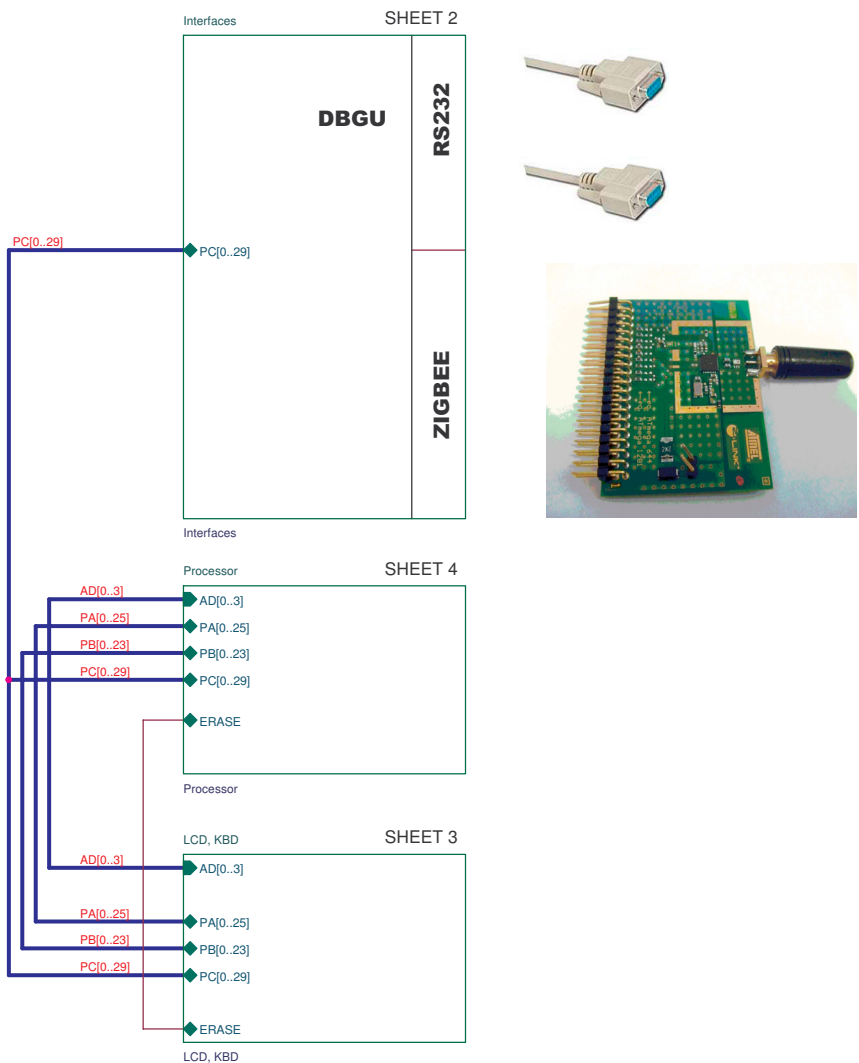 Interfaces
SHEET 2
DBGU
RS232
PC[0..29]
PC[0..29]
ZIGBEE
ATMEL
Interfaces
Processor
SHEET 4
AD[0..3]
AD[0..3]
PA[0..25]
PA[0..25]
PB[0..23]
PB[0..23]
PC[0..29]
PC[0..29]
ERASE
Processor
LCD, KBD
SHEET 3
AD[0..3]
AD[0..3]
PA[0..25]
PA[0..25]
PB[0..23]
PB[0..23]
PC[0..29]
PC[0..29]
ERASE
LCD, KBD